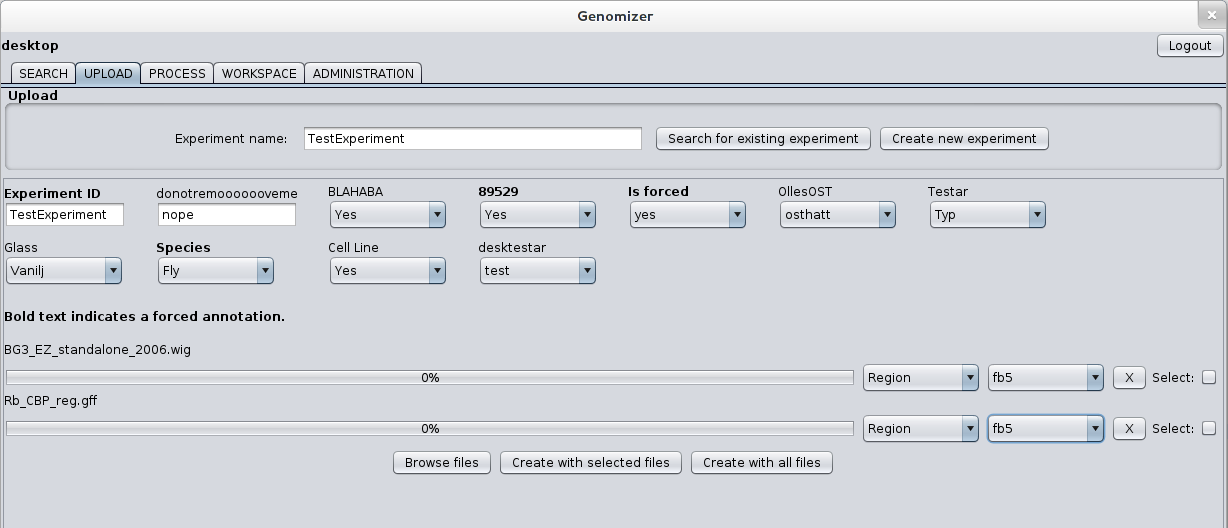 Genomizer
desktop
Logout
SEARCH UPLOAD PROCESS WORKSPACE ADMINISTRATION
Upload
Experiment name: TestExperiment Search for existing experiment Create new experiment
Experiment ID donotremooooooveme BLAHABA 89529 Is forced OllesOST Testar
TestExperiment nope Yes Yes yes osthatt Typ
Glass Species Cell Line desktestar
Vanilj Fly Yes test
Bold text indicates a forced annotation.
BG3_EZ_standalone_2006.wig
0% Region fb5 X Select:
Rb_CBP_reg.gff
0% Region fb5 X Select:
Browse files Create with selected files Create with all files